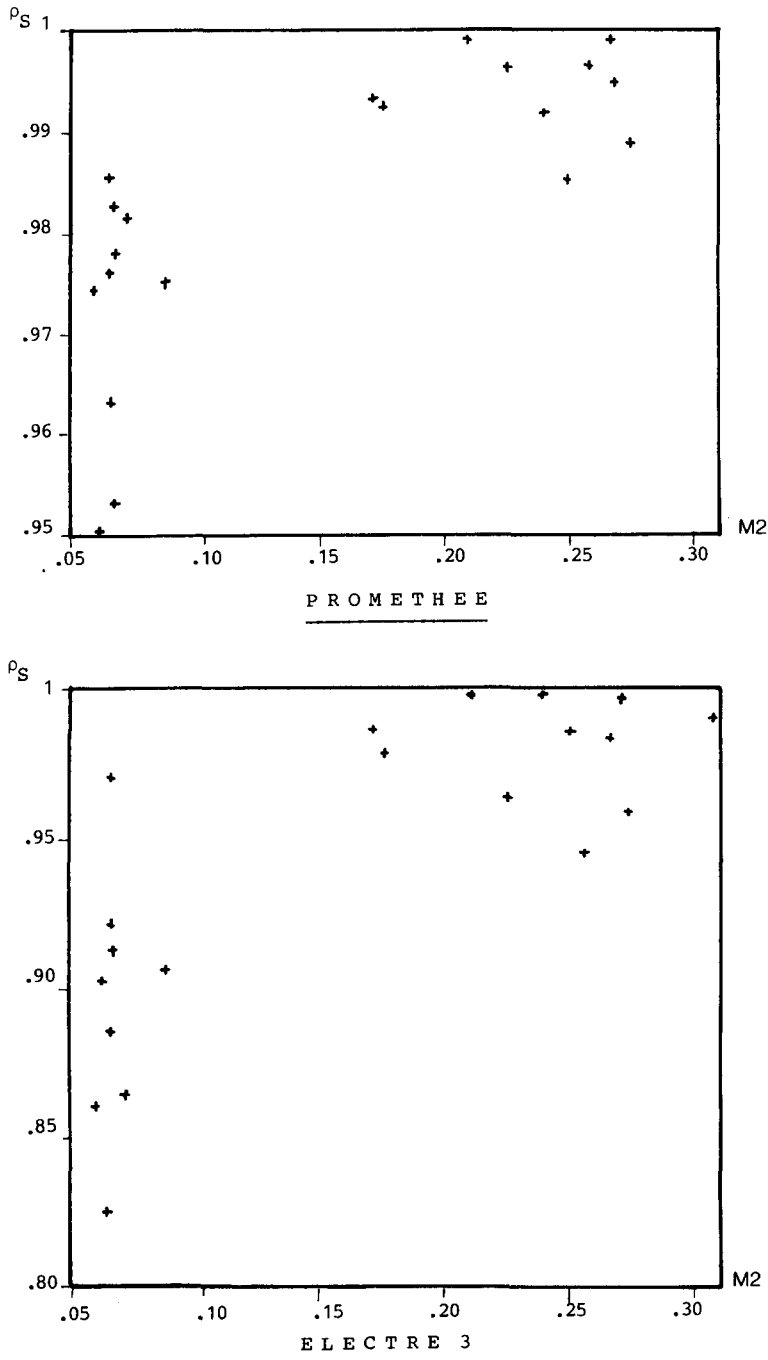 ρS 1
.99
.98
.97
.96
.95
M2
.05 .10 .15 .20 .25 .30
PROMETHEE
ρS
1
.95
.90
.85
.80
M2
.05 .10 .15 .20 .25 .30
ELECTRE 3